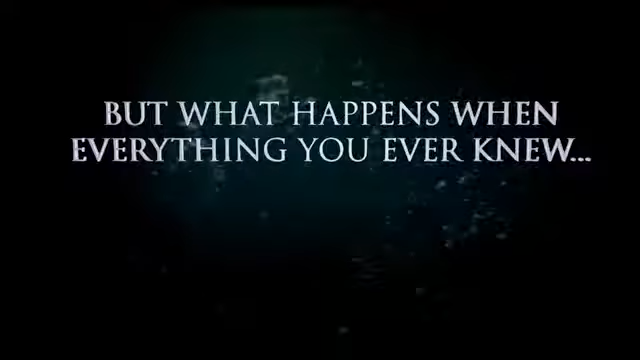 BUT WHAT HAPPENS WHEN
EVERYTHING YOU EVER KNEW...